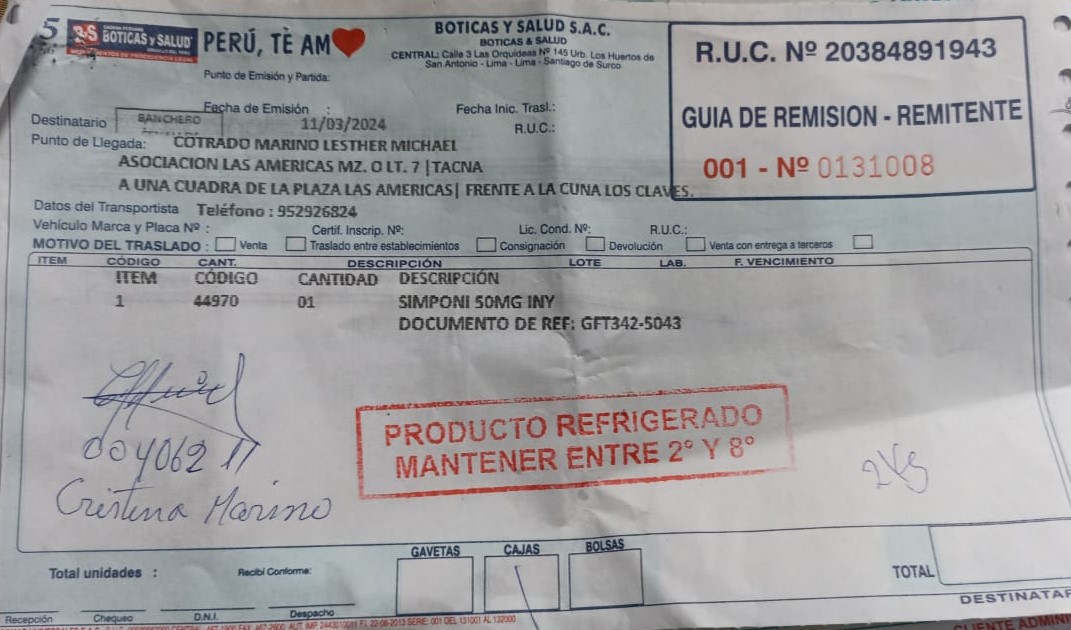 5
BOTICAS y SALUD
PERÚ, TÈ AM
BOTICAS Y SALUD S.A.C.
BOTICAS & SALUD
CENTRAL: Calle 3 Las Orquídeas Nº 145 Urb. Los Huertos de
San Antonio - Lima - Lima - Santiago de Surco
R.U.C. Nº 20384891943
GUIA DE REMISION - REMITENTE
001 - Nº 0131008
Punto de Emisión y Partida:
Fecha de Emisión :
Fecha Inic. Trasl.:
Destinatario BANCHERO
11/03/2024
R.U.C.:
Punto de Llegada: COTRADO MARINO LESTHER MICHAEL
ASOCIACION LAS AMERICAS MZ. O LT. 7 |TACNA
A UNA CUADRA DE LA PLAZA LAS AMERICAS| FRENTE A LA CUNA LOS CLAVES.
Datos del Transportista Teléfono : 952926824
Vehículo Marca y Placa Nº : Certif. Inscrip. Nº: Lic. Cond. Nº: R.U.C.:
MOTIVO DEL TRASLADO : Venta Traslado entre establecimientos Consignación Devolución Venta con entrega a terceros
ITEM CÓDIGO CANT. DESCRIPCIÓN LOTE LAB. F. VENCIMIENTO
ITEM CÓDIGO CANTIDAD DESCRIPCIÓN
1 44970 01 SIMPONI 50MG INY
DOCUMENTO DE REF: GFT342-5043
PRODUCTO REFRIGERADO
MANTENER ENTRE 2° Y 8°
004062 11
Cristina Marino
GAVETAS CAJAS BOLSAS
Total unidades : Recibí Conforme:
TOTAL
DESTINATAR
Recepción Chequeo D.N.I. Despacho
CLIENTE ADMINI